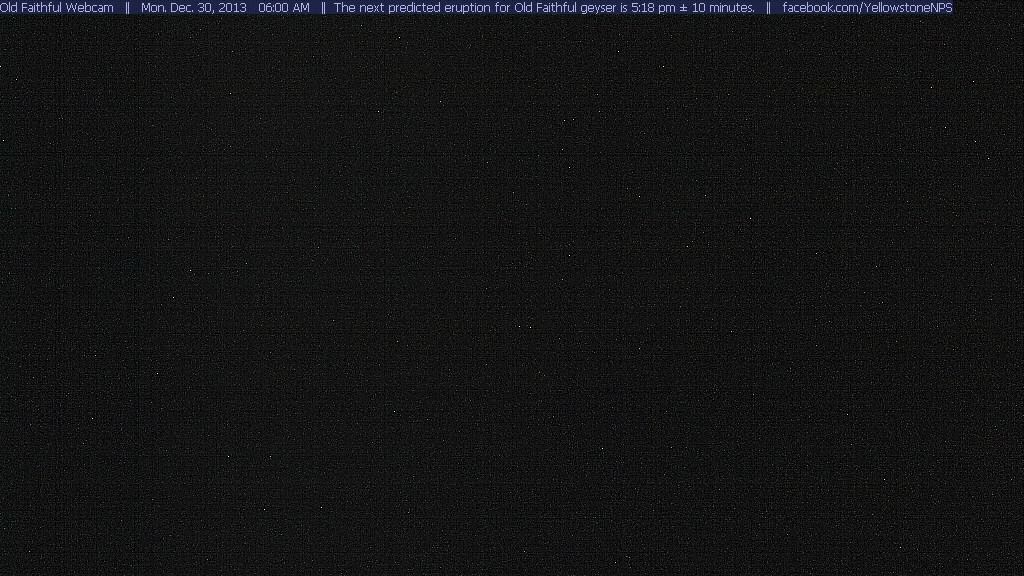 Old Faithful Webcam || Mon. Dec. 30, 2013 06:00 AM || The next predicted eruption for Old Faithful geyser is 5:18 pm ± 10 minutes. || facebook.com/YellowstoneNPS